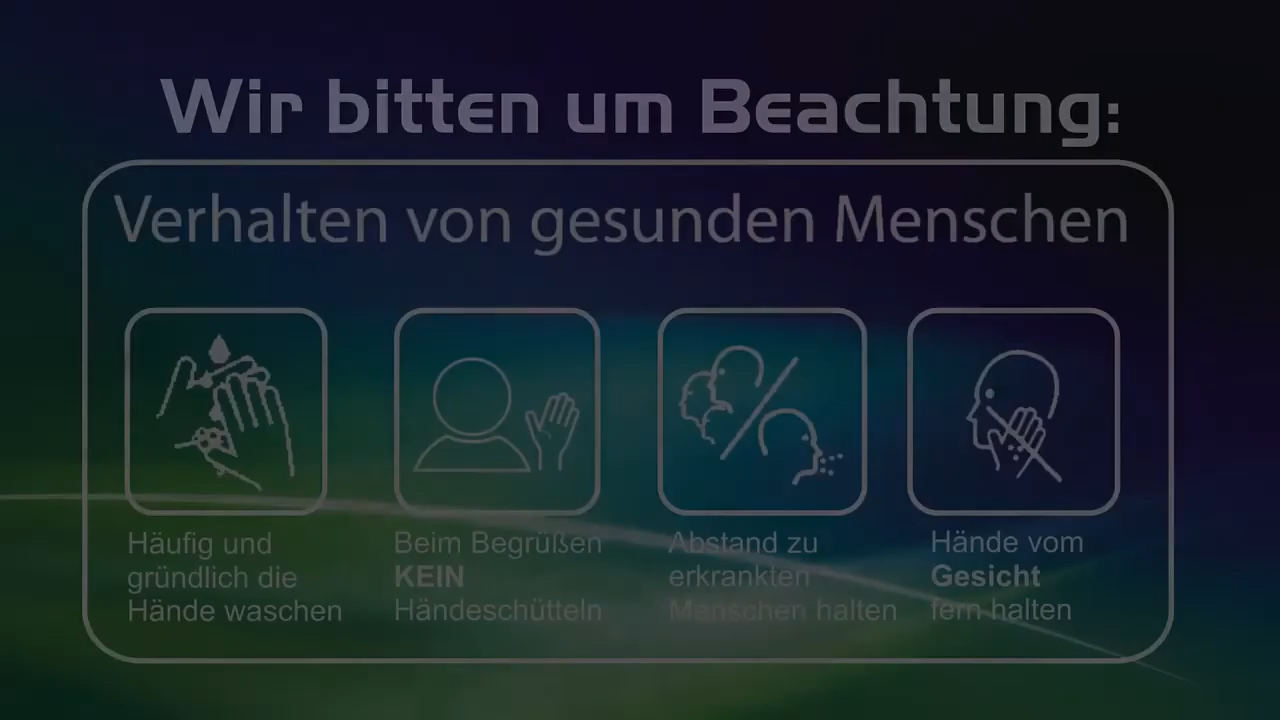 Wir bitten um Beachtung:
Verhalten von gesunden Menschen
Häufig und
gründlich die
Hände waschen
Beim Begrüßen
KEIN
Händeschütteln
Abstand zu
erkrankten
Menschen halten
Hände vom
Gesicht
fern halten